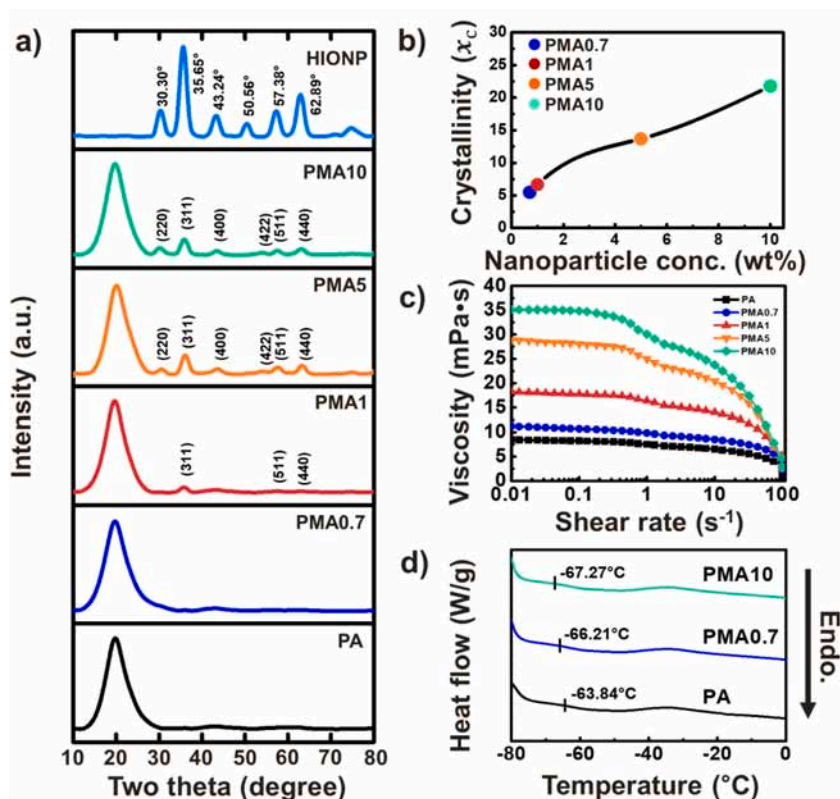 a)
HIONP
30.30°
35.65°
43.24°
50.56°
57.38°
62.89°
PMA10
(220)
(311)
(400)
(422)
(511)
(440)
PMA5
(220)
(311)
(400)
(422)
(511)
(440)
PMA1
(311)
(511)
(440)
PMA0.7
PA
Intensity (a.u.)
10 20 30 40 50 60 70 80
Two theta (degree)
b)
PMA0.7
PMA1
PMA5
PMA10
Crystallinity (x_c)
30
25
20
15
10
5
0
0 2 4 6 8 10
Nanoparticle conc. (wt%)
c)
PA
PMA0.7
PMA1
PMA5
PMA10
Viscosity (mPa•s)
40
35
30
25
20
15
10
5
0
0.01 0.1 1 10 100
Shear rate (s⁻¹)
d)
-67.27°C
PMA10
-66.21°C
PMA0.7
-63.84°C
PA
Heat flow (W/g)
Endo.
-80 -60 -40 -20 0
Temperature (°C)